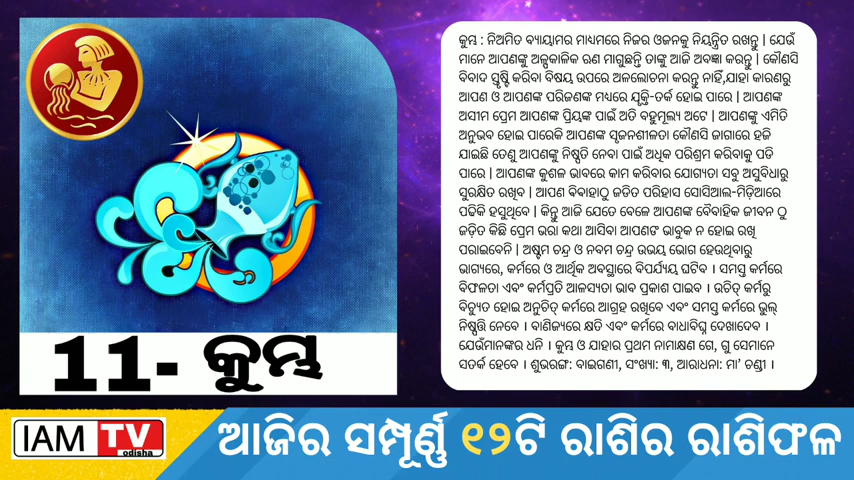 କୁମ୍ଭ : ନିଅମିତ ବ୍ୟାୟାମର ମାଧ୍ୟମରେ ନିଜର ଓଜନକୁ ନିୟନ୍ତ୍ରିତ ରଖନ୍ତୁ | ଯେଉଁ
ମାନେ ଆପଣଙ୍କୁ ଅଳ୍ପକାଳିକ ଋଣ ମାଗୁଛନ୍ତି ତାଙ୍କୁ ଆଜି ଅବଜ୍ଞା କରନ୍ତୁ | କୌଣସି
ବିବାଦ ସୃଷ୍ଟି କରିବା ବିଷୟ ଉପରେ ଅଳଲୋଚନା କରନ୍ତୁ ନାହିଁ,ଯାହା କାରଣରୁ
ଆପଣ ଓ ଆପଣଙ୍କ ପରିଜଣଙ୍କ ମଧ୍ୟରେ ଯୁକ୍ତି-ତର୍କ ହୋଇ ପାରେ | ଆପଣଙ୍କ
ଅସୀମ ପ୍ରେମ ଆପଣଙ୍କ ପ୍ରିୟଙ୍କ ପାଇଁ ଅତି ବହୁମୂଲ୍ୟ ଅଟେ | ଆପଣଙ୍କୁ ଏମିତି
ଅନୁଭବ ହୋଇ ପାରେକି ଆପଣଙ୍କ ସୃଜନଶୀଳତା କୌଣସି ଜାଗାରେ ହଜି
ଯାଇଛି ତେଣୁ ଆପଣଙ୍କୁ ନିଷ୍ପତି ନେବା ପାଇଁ ଅଧିକ ପରିଶ୍ରମ କରିବାକୁ ପଡି
ପାରେ | ଆପଣଙ୍କ କୁଶଳ ଭାବରେ କାମ କରିବାର ଯୋଗ୍ୟତା ସବୁ ଅସୁବିଧାରୁ
ସୁରକ୍ଷିତ ରଖିବ | ଆପଣ ବିବାହଠୁ ଜଡିତ ପରିହାସ ସୋସିଆଲ-ମିଡ଼ିଆରେ
ପଢିକି ହସୁଥିବେ | କିନ୍ତୁ ଆଜି ଯେତେ ବେଳେ ଆପଣଙ୍କ ବୈବାହିକ ଜୀବନ ଠୁ
ଜଡ଼ିତ କିଛି ପ୍ରେମ ଭରା କଥା ଆସିବା ଆପଣଙ ଭାବୁକ ନ ହୋଇ ରଖି
ପରାଇବେନି | ଅଷ୍ଟମ ଚନ୍ଦ୍ର ଓ ନବମ ଚନ୍ଦ୍ର ଉଭୟ ଭୋଗ ହେଉଥିବାରୁ
ଭାଗ୍ୟରେ, କର୍ମରେ ଓ ଆର୍ଥିକ ଅବସ୍ଥାରେ ବିପର୍ଯ୍ୟୟ ଘଟିବ । ସମସ୍ତ କର୍ମରେ
ବିଫଳତା ଏବଂ କର୍ମପ୍ରତି ଆଳସ୍ୟତା ଭାବ ପ୍ରକାଶ ପାଇବ । ଉଚିତ୍ କର୍ମରୁ
ବିଚ୍ୟୁତ ହୋଇ ଅନୁଚିତ୍ କର୍ମରେ ଆଗ୍ରହ ରଖିବେ ଏବଂ ସମସ୍ତ କର୍ମରେ ଭୁଲ୍
ନିଷ୍ପତ୍ତି ନେବେ । ବାଣିଜ୍ୟରେ କ୍ଷତି ଏବଂ କର୍ମରେ ବାଧାବିଘ୍ନ ଦେଖାଦେବ ।
ଯେଉଁମାନଙ୍କର ଧନି । କୁମ୍ଭ ଓ ଯାହାର ପ୍ରଥମ ନାମାକ୍ଷଣ ଗେ, ଗୁ ସେମାନେ
ସତର୍କ ହେବେ । ଶୁଭରଙ୍ଗ: ବାଇଗଣୀ, ସଂଖ୍ୟା: ୩, ଆରାଧନା: ମା' ଚଣ୍ଡୀ ।
11- କୁମ୍ଭ
IAM TV
odisha
ଆଜିର ସମ୍ପୂର୍ଣ୍ଣ ୧୨ଟି ରାଶିର ରାଶିଫଳ